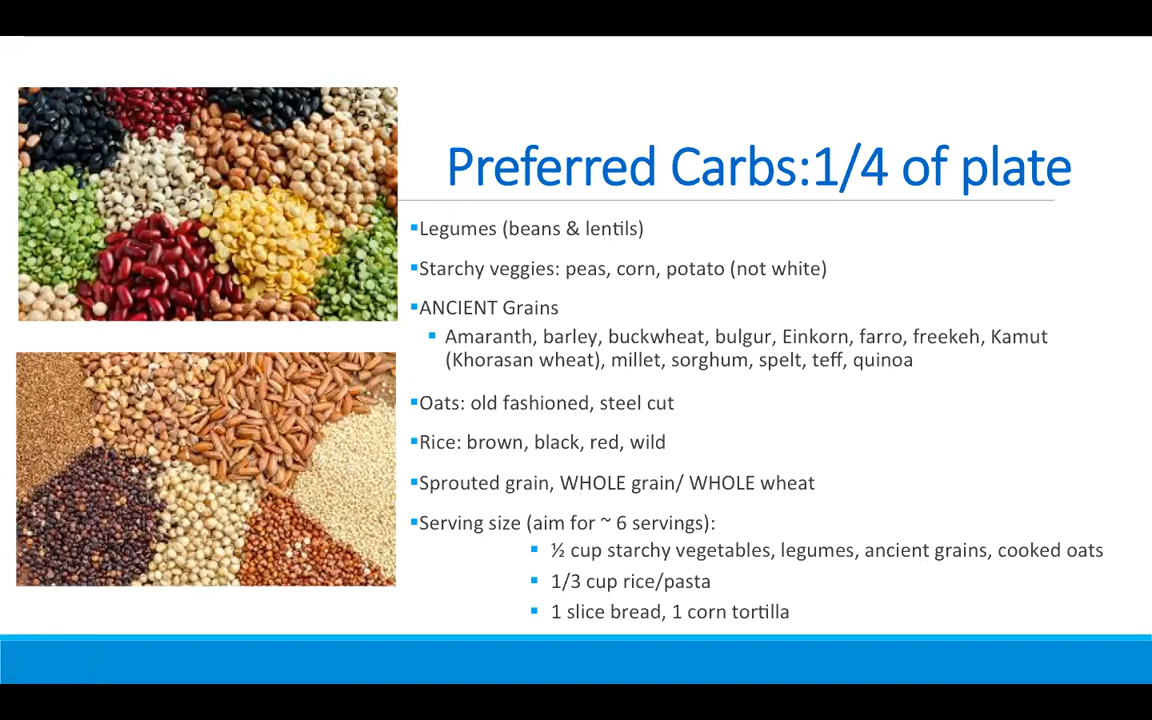 Preferred Carbs:1/4 of plate
▪Legumes (beans & lentils)
▪Starchy veggies: peas, corn, potato (not white)
▪ANCIENT Grains
▪ Amaranth, barley, buckwheat, bulgur, Einkorn, farro, freekeh, Kamut
(Khorasan wheat), millet, sorghum, spelt, teff, quinoa
▪Oats: old fashioned, steel cut
▪Rice: brown, black, red, wild
▪Sprouted grain, WHOLE grain/ WHOLE wheat
▪Serving size (aim for ~ 6 servings):
▪ ½ cup starchy vegetables, legumes, ancient grains, cooked oats
▪ 1/3 cup rice/pasta
▪ 1 slice bread, 1 corn tortilla